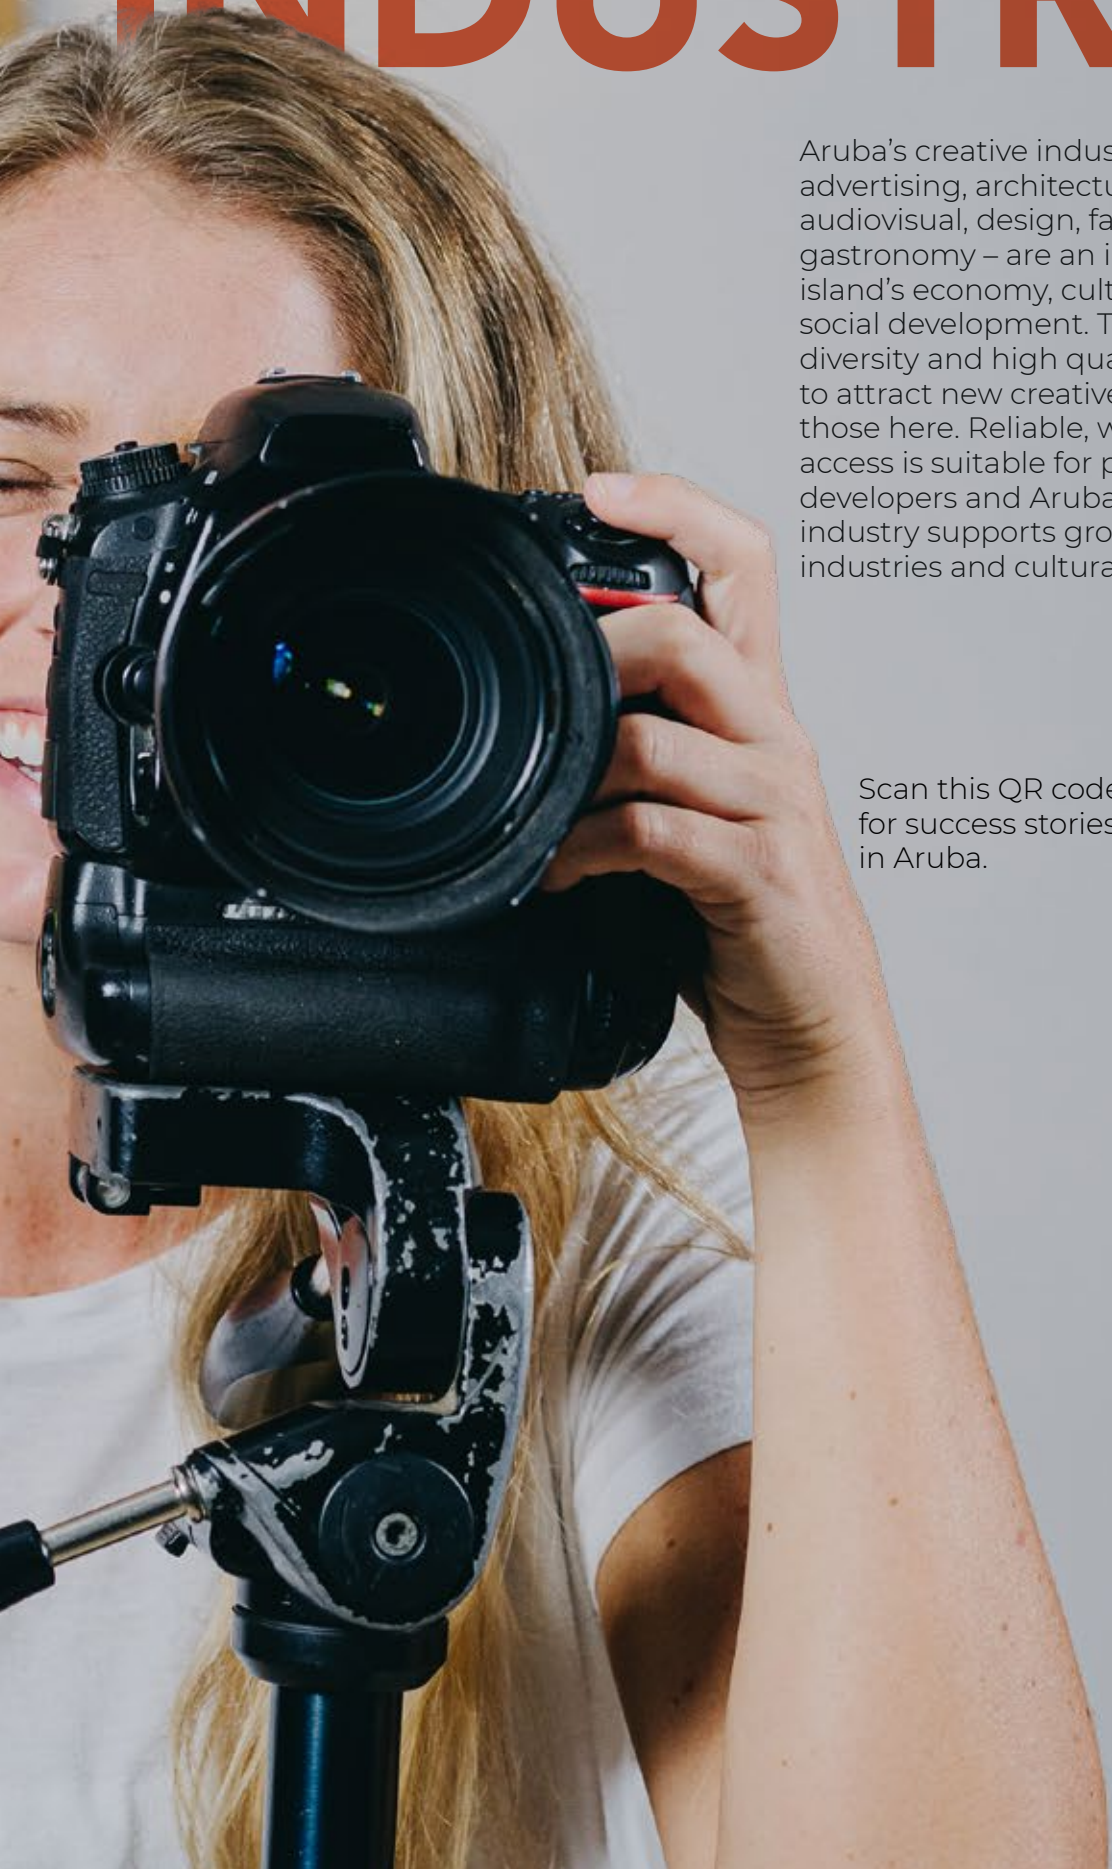 INDUSTR
Aruba's creative indus
advertising, architectu
audiovisual, design, fa
gastronomy – are an i
island's economy, cult
social development. T
diversity and high qua
to attract new creative
those here. Reliable, w
access is suitable for p
developers and Aruba
industry supports gro
industries and cultura
Scan this QR code
for success stories
in Aruba.